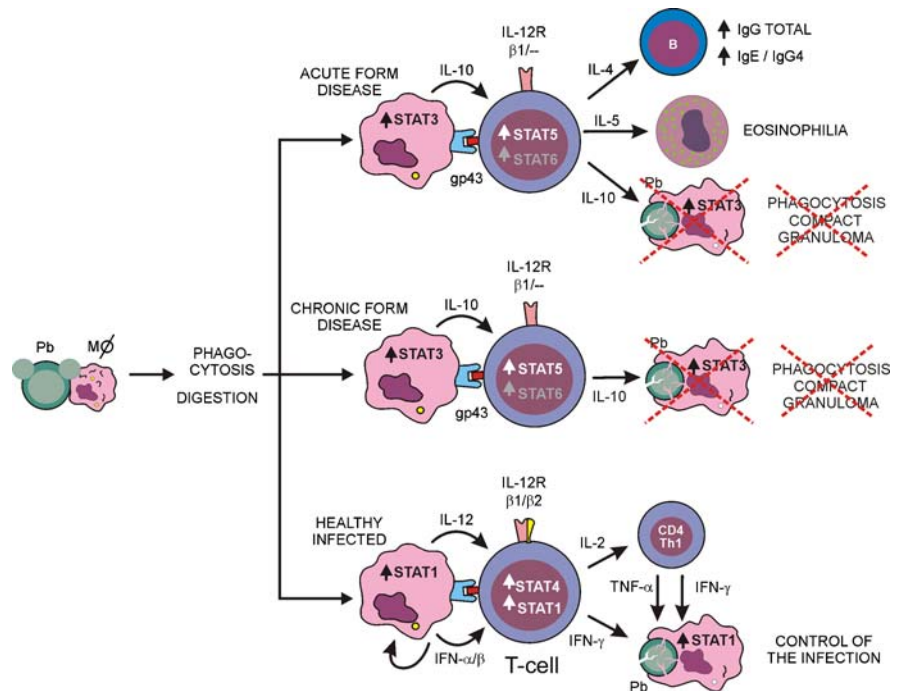 IL-12R
β1/--
ACUTE FORM
DISEASE
IL-10
STAT3
gp43
STAT5
STAT6
IL-4
B
IgG TOTAL
IgE / IgG4
IL-5
EOSINOPHILIA
IL-10
Pb
STAT3
PHAGOCYTOSIS
COMPACT
GRANULOMA
Pb
MØ
PHAGO-
CYTOSIS
DIGESTION
IL-12R
β1/--
CHRONIC FORM
DISEASE
IL-10
STAT3
gp43
STAT5
STAT6
IL-10
Pb
STAT3
PHAGOCYTOSIS
COMPACT
GRANULOMA
IL-12R
β1/β2
HEALTHY
INFECTED
IL-12
STAT1
IFN-α/β
STAT4
STAT1
T-cell
IL-2
CD4
Th1
TNF-α
IFN-γ
IFN-γ
STAT1
Pb
CONTROL OF
THE INFECTION